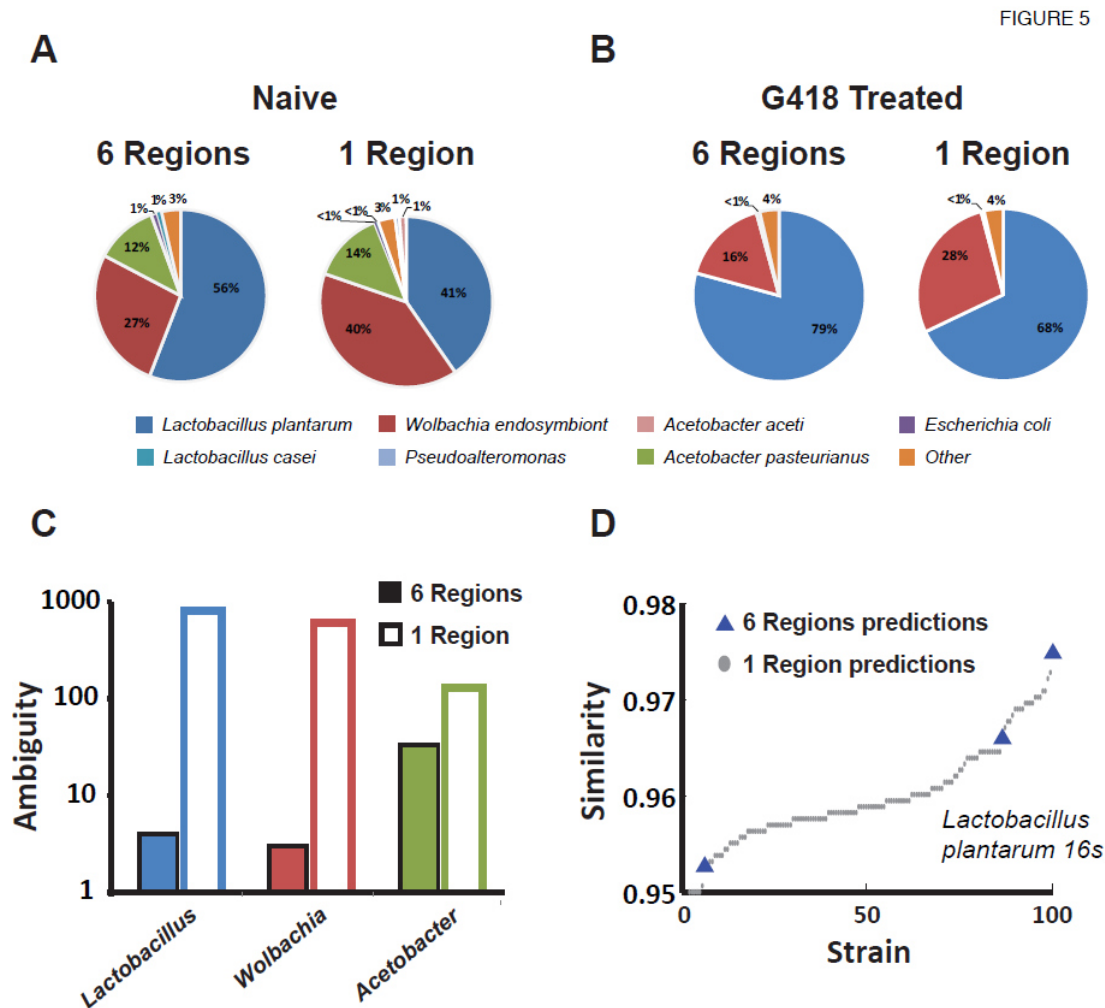 FIGURE 5
A
B
Naive
G418 Treated
6 Regions
1 Region
6 Regions
1 Region
1%
1%
3%
12%
56%
27%
<1%
<1%
3%
1%
1%
14%
41%
40%
<1%
4%
16%
79%
<1%
4%
28%
68%
Lactobacillus plantarum
Wolbachia endosymbiont
Acetobacter aceti
Escherichia coli
Lactobacillus casei
Pseudoalteromonas
Acetobacter pasteurianus
Other
C
D
Ambiguity
1000
100
10
1
6 Regions
1 Region
Lactobacillus
Wolbachia
Acetobacter
Similarity
0.98
0.97
0.96
0.95
6 Regions predictions
1 Region predictions
Lactobacillus
plantarum 16s
0
50
100
Strain